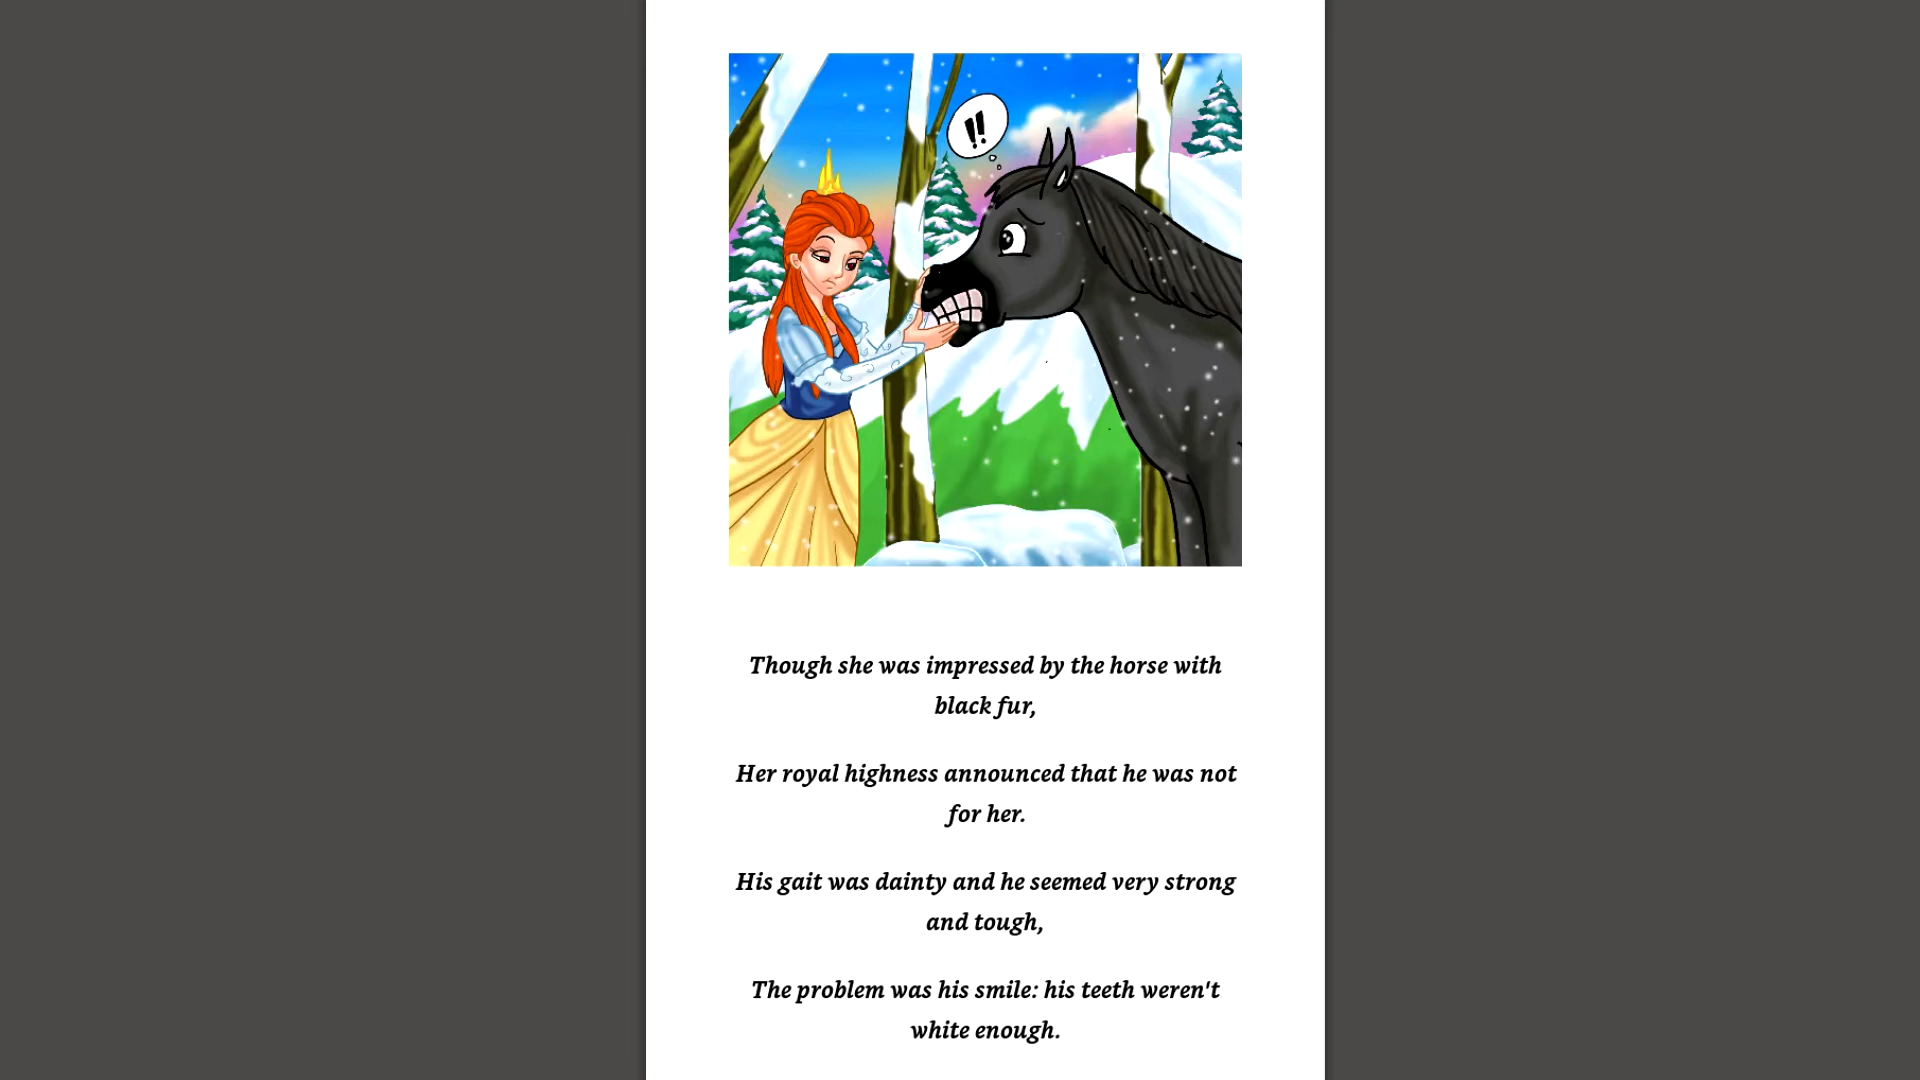 !!
Though she was impressed by the horse with
black fur,
Her royal highness announced that he was not
for her.
His gait was dainty and he seemed very strong
and tough,
The problem was his smile: his teeth weren't
white enough.